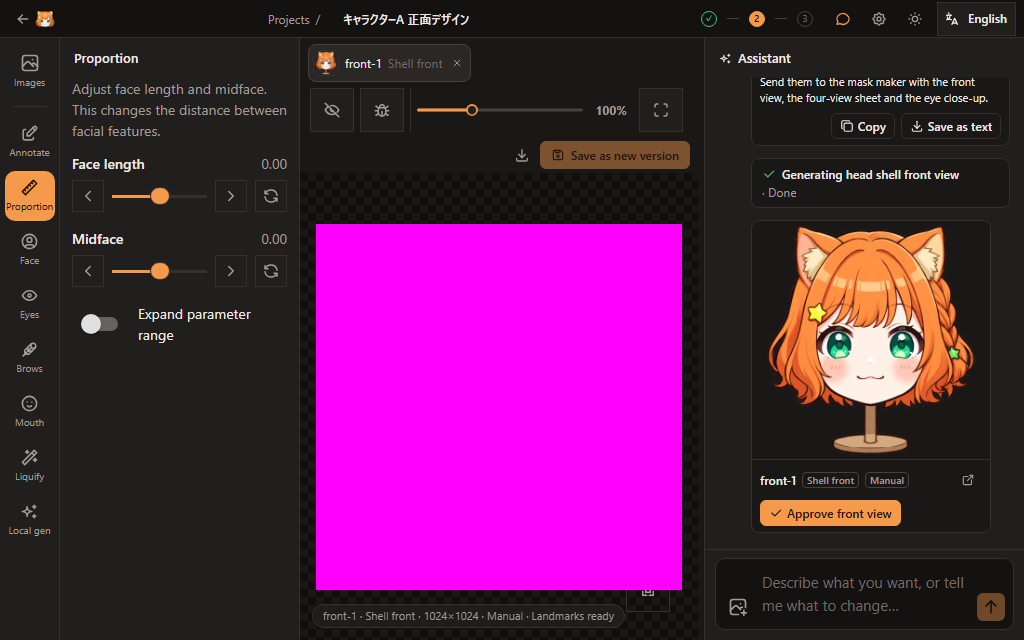 Projects /
キャラクターA 正面デザイン
2
3
English
Images
Annotate
Proportion
Face
Eyes
Brows
Mouth
Liquify
Local gen
Proportion
Adjust face length and midface.
This changes the distance between
facial features.
Face length
0.00
Midface
0.00
Expand parameter
range
front-1 Shell front
100%
Save as new version
front-1 · Shell front · 1024×1024 · Manual · Landmarks ready
Assistant
Send them to the mask maker with the front
view, the four-view sheet and the eye close-up.
Copy
Save as text
Generating head shell front view
· Done
front-1
Shell front
Manual
Approve front view
Describe what you want, or tell
me what to change...